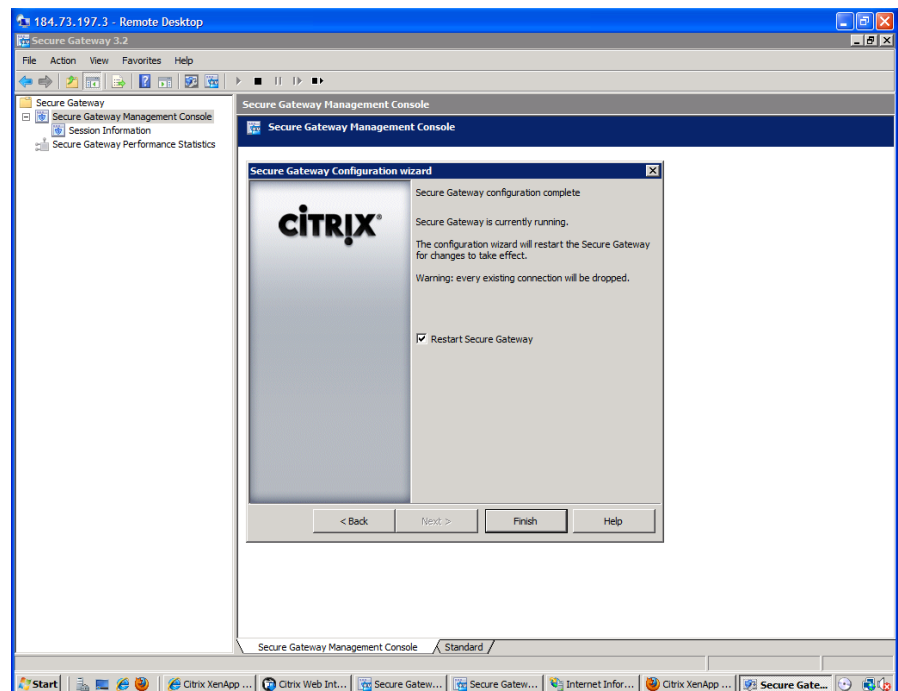 184.73.197.3 - Remote Desktop
Secure Gateway 3.2
File Action View Favorites Help
Secure Gateway
Secure Gateway Management Console
Session Information
Secure Gateway Performance Statistics
Secure Gateway Management Console
Secure Gateway Management Console
Secure Gateway Configuration wizard
CITRIX®
Secure Gateway configuration complete
Secure Gateway is currently running.
The configuration wizard will restart the Secure Gateway
for changes to take effect.
Warning: every existing connection will be dropped.
Restart Secure Gateway
< Back Next > Finish Help
Secure Gateway Management Console Standard
Start Citrix XenApp ... Citrix Web Int... Secure Gatew... Secure Gatew... Internet Infor... Citrix XenApp ... Secure Gate...